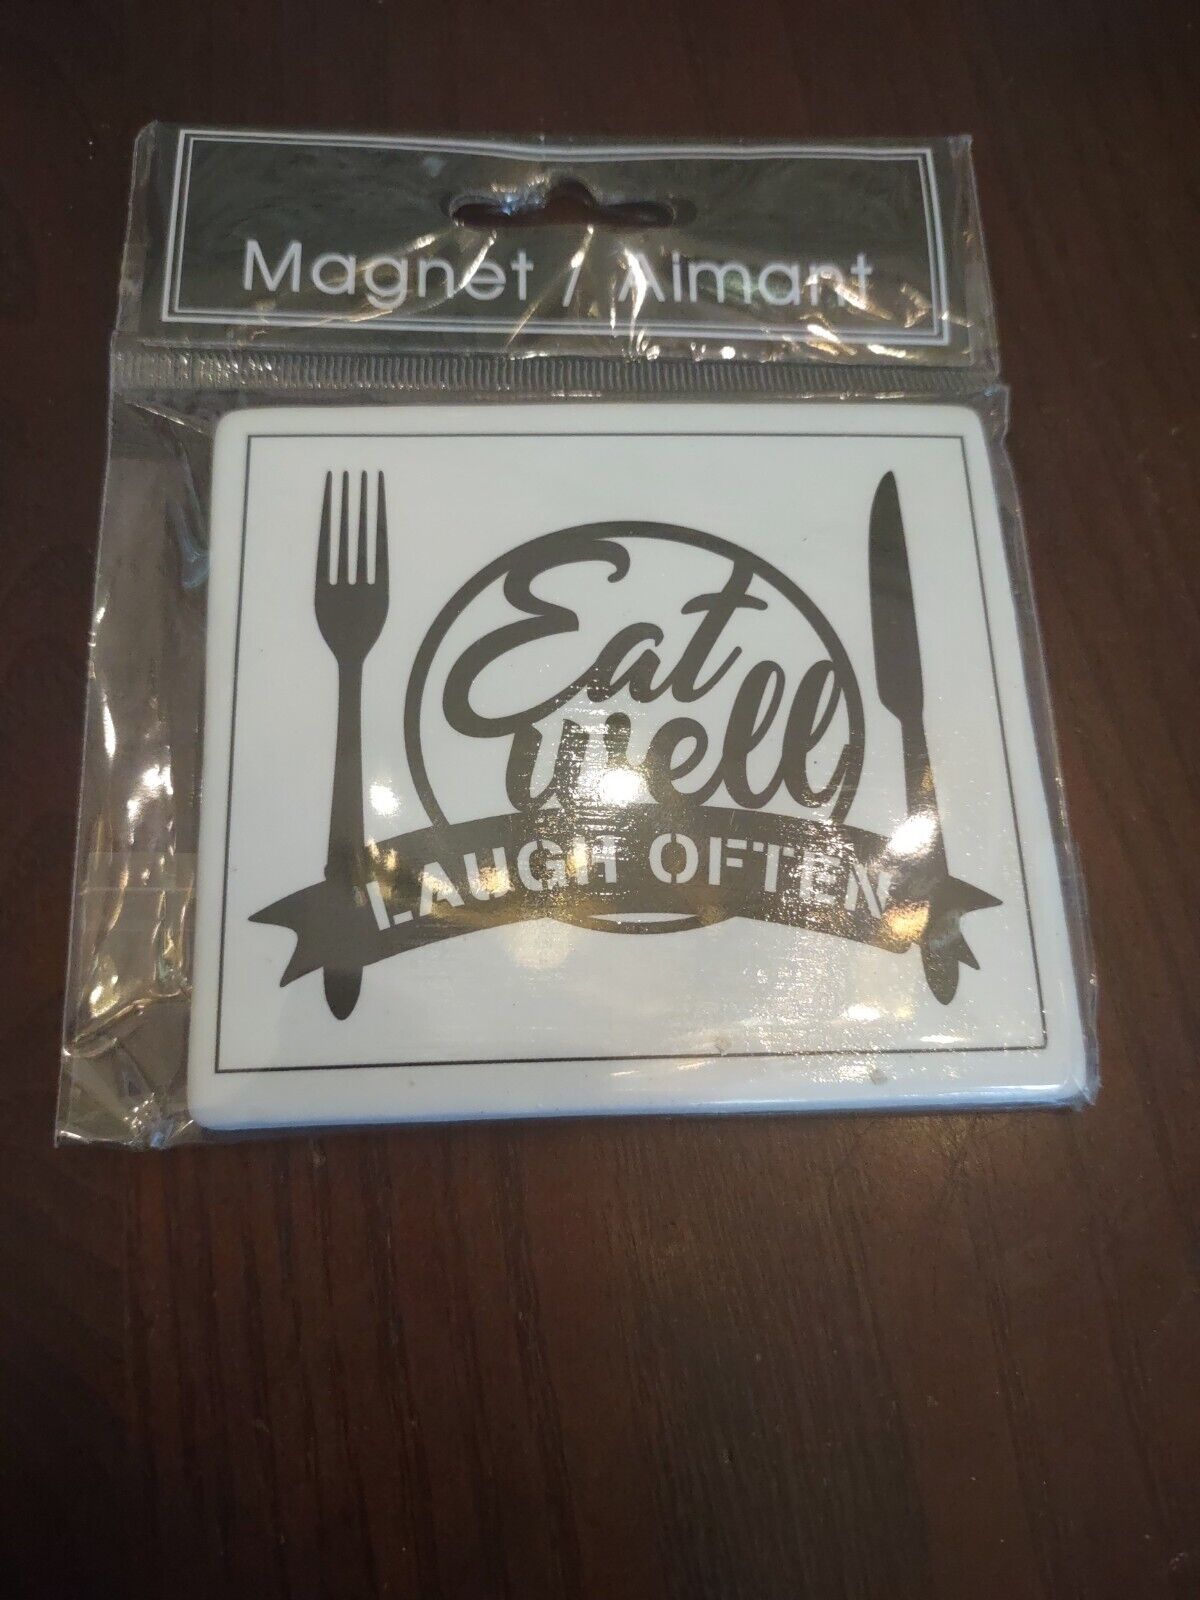 Magnet / Aimant
Eat
well
LAUGH OFTEN